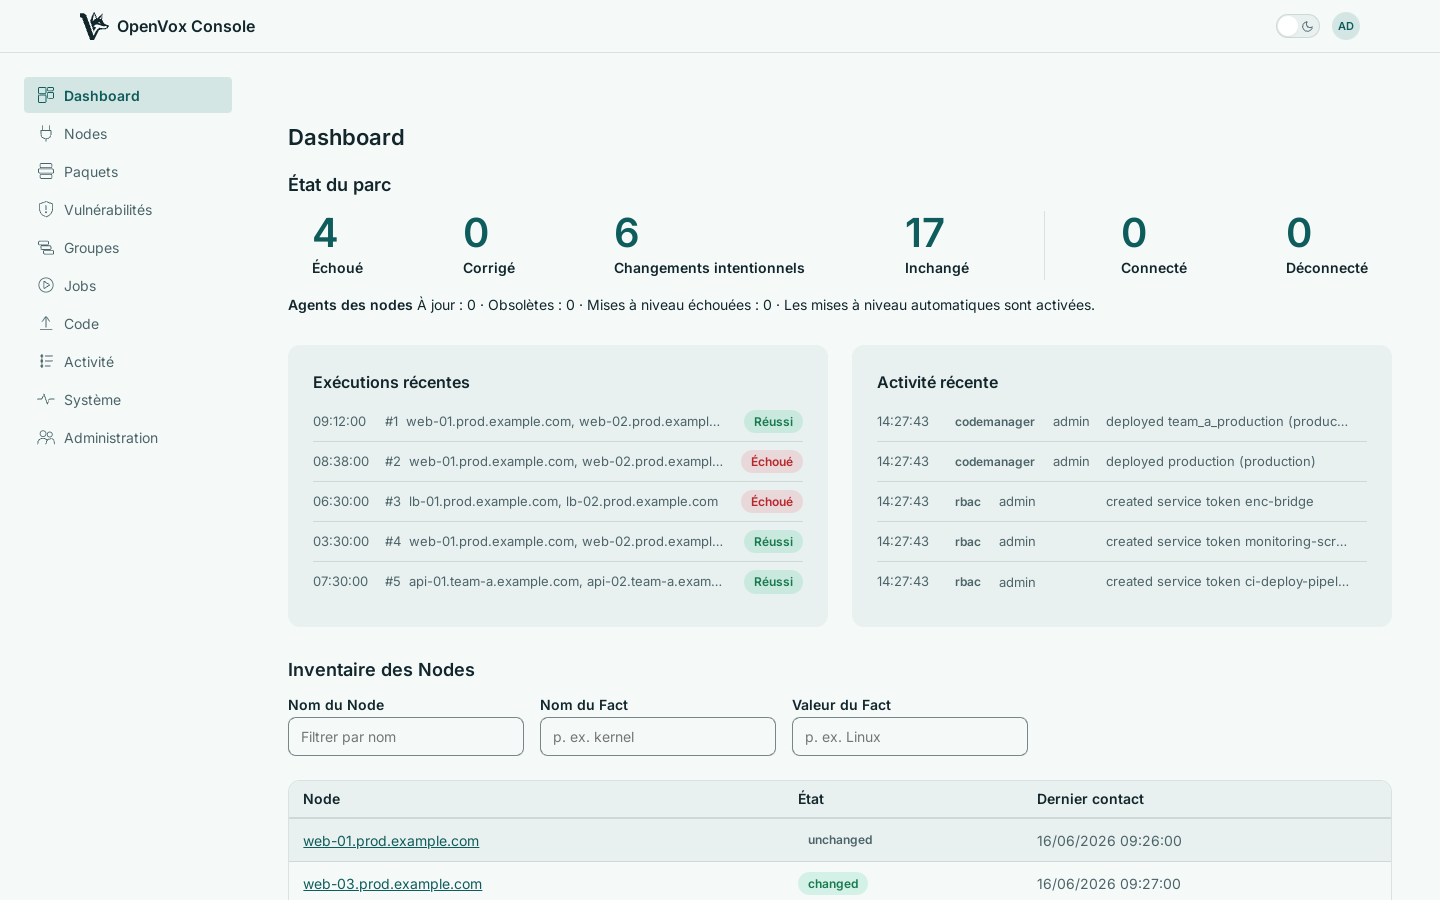 OpenVox Console
AD
Dashboard
Nodes
Paquets
Vulnérabilités
Groupes
Jobs
Code
Activité
Système
Administration
Dashboard
État du parc
4 0 6 17 0 0
Échoué Corrigé Changements intentionnels Inchangé Connecté Déconnecté
Agents des nodes À jour : 0 · Obsolètes : 0 · Mises à niveau échouées : 0 · Les mises à niveau automatiques sont activées.
Exécutions récentes
09:12:00 #1 web-01.prod.example.com, web-02.prod.exampl... Réussi
08:38:00 #2 web-01.prod.example.com, web-02.prod.exampl... Échoué
06:30:00 #3 lb-01.prod.example.com, lb-02.prod.example.com Échoué
03:30:00 #4 web-01.prod.example.com, web-02.prod.exampl... Réussi
07:30:00 #5 api-01.team-a.example.com, api-02.team-a.exam... Réussi
Activité récente
14:27:43 codemanager admin deployed team_a_production (produc...
14:27:43 codemanager admin deployed production (production)
14:27:43 rbac admin created service token enc-bridge
14:27:43 rbac admin created service token monitoring-scr...
14:27:43 rbac admin created service token ci-deploy-pipel...
Inventaire des Nodes
Nom du Node Nom du Fact Valeur du Fact
Filtrer par nom p. ex. kernel p. ex. Linux
Node État Dernier contact
web-01.prod.example.com unchanged 16/06/2026 09:26:00
web-03.prod.example.com changed 16/06/2026 09:27:00